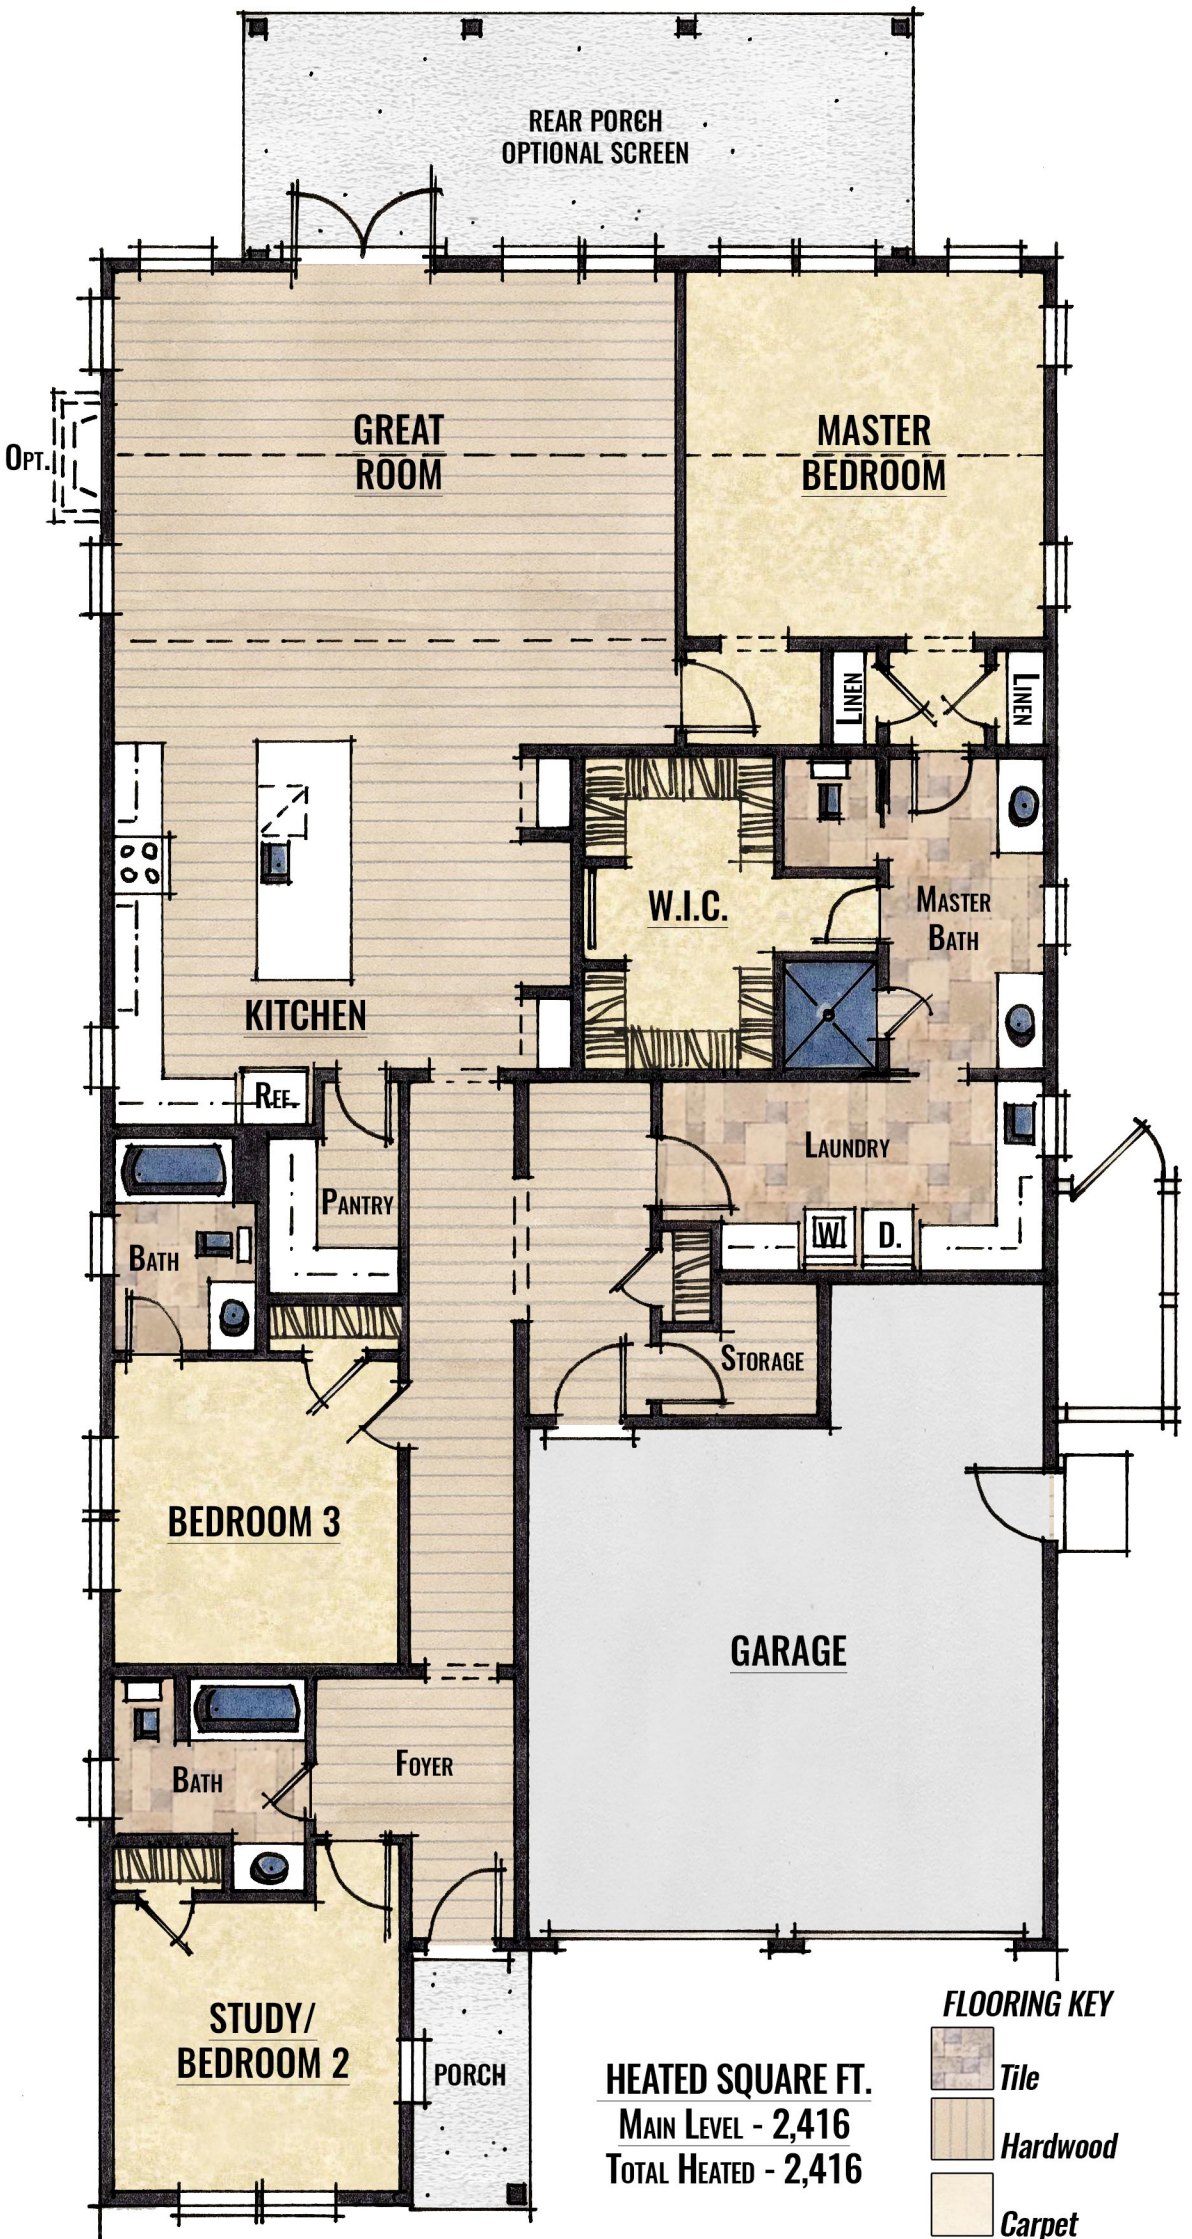 REAR PORCH
OPTIONAL SCREEN
GREAT
ROOM
MASTER
BEDROOM
OPT.
LINEN
LINEN
W.I.C.
MASTER
BATH
KITCHEN
REF.
LAUNDRY
PANTRY
BATH
W.
D.
STORAGE
BEDROOM 3
GARAGE
FOYER
BATH
STUDY/
BEDROOM 2
PORCH
HEATED SQUARE FT.
MAIN LEVEL - 2,416
TOTAL HEATED - 2,416
FLOORING KEY
Tile
Hardwood
Carpet